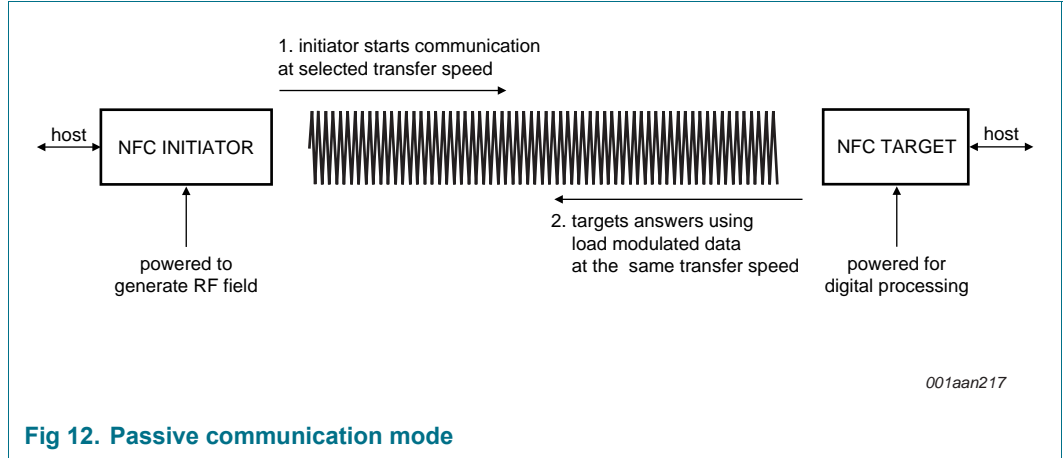 1. initiator starts communication
at selected transfer speed
host
NFC INITIATOR
NFC TARGET
host
2. targets answers using
load modulated data
at the same transfer speed
powered to
generate RF field
powered for
digital processing
001aan217
Fig 12. Passive communication mode